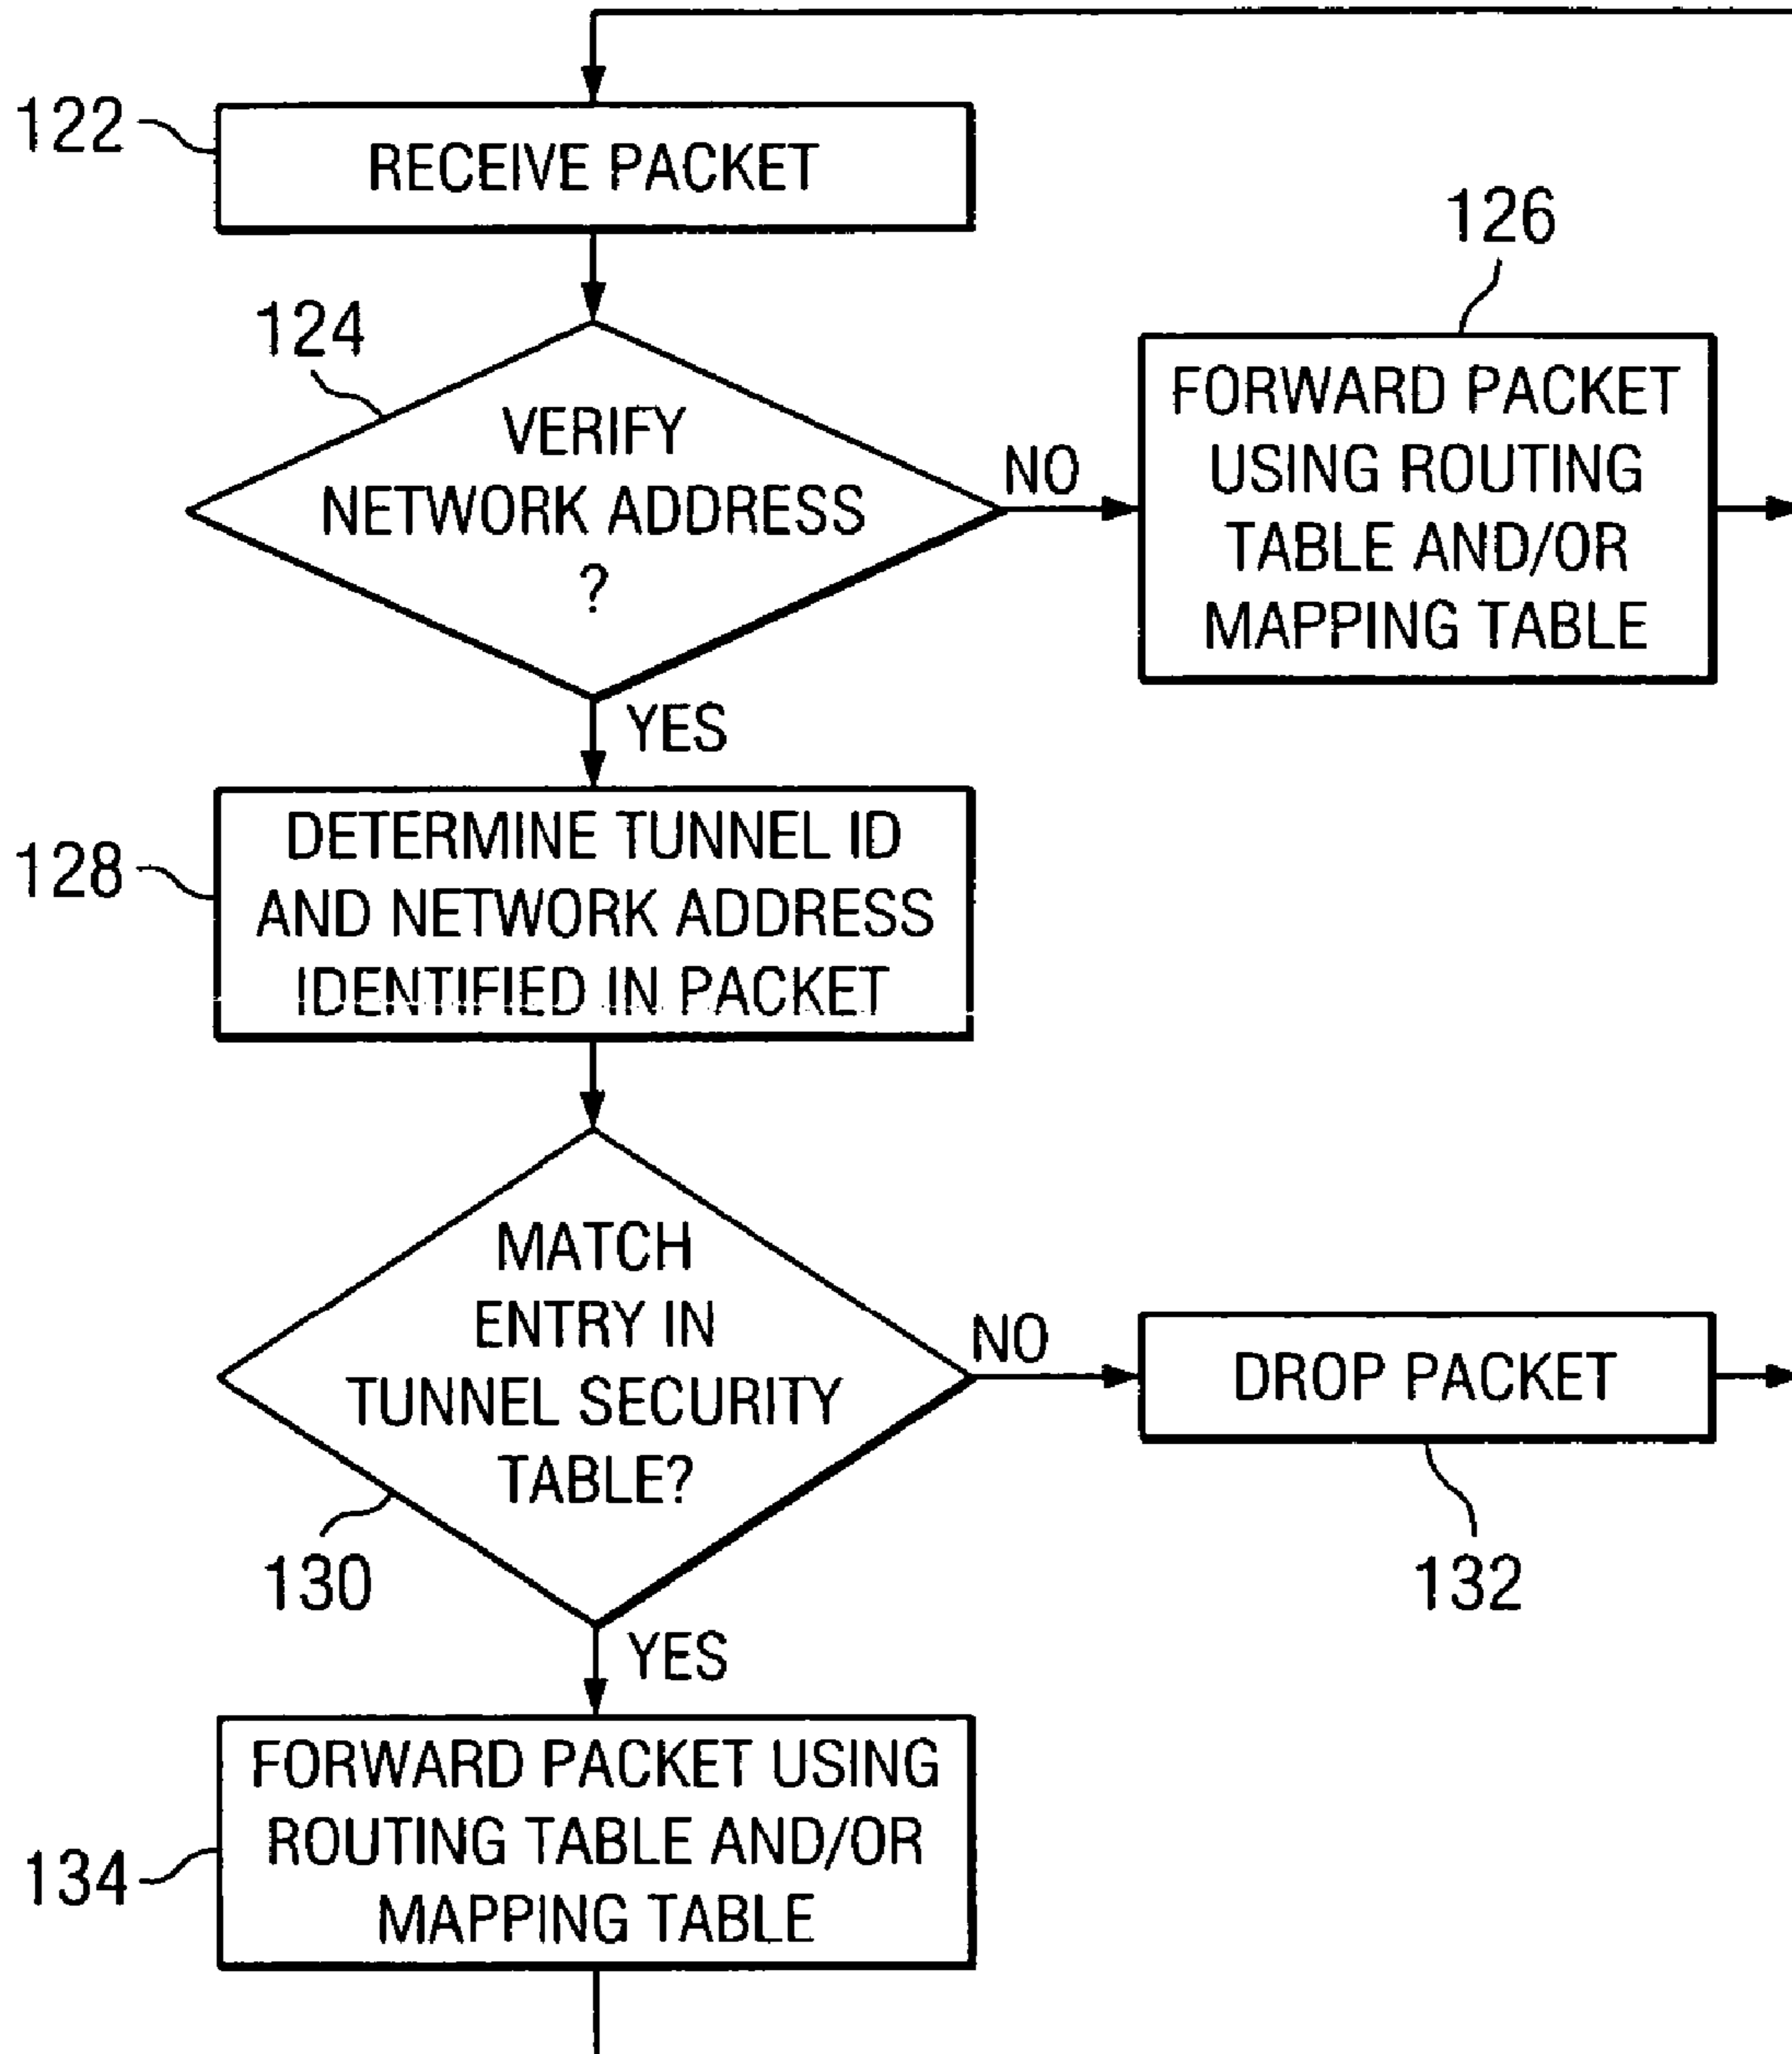 122
RECEIVE PACKET
126
124
VERIFY
NETWORK ADDRESS
?
NO
FORWARD PACKET
USING ROUTING
TABLE AND/OR
MAPPING TABLE
YES
128
DETERMINE TUNNEL ID
AND NETWORK ADDRESS
IDENTIFIED IN PACKET
MATCH
ENTRY IN
TUNNEL SECURITY
TABLE?
NO
DROP PACKET
130
132
YES
134
FORWARD PACKET USING
ROUTING TABLE AND/OR
MAPPING TABLE